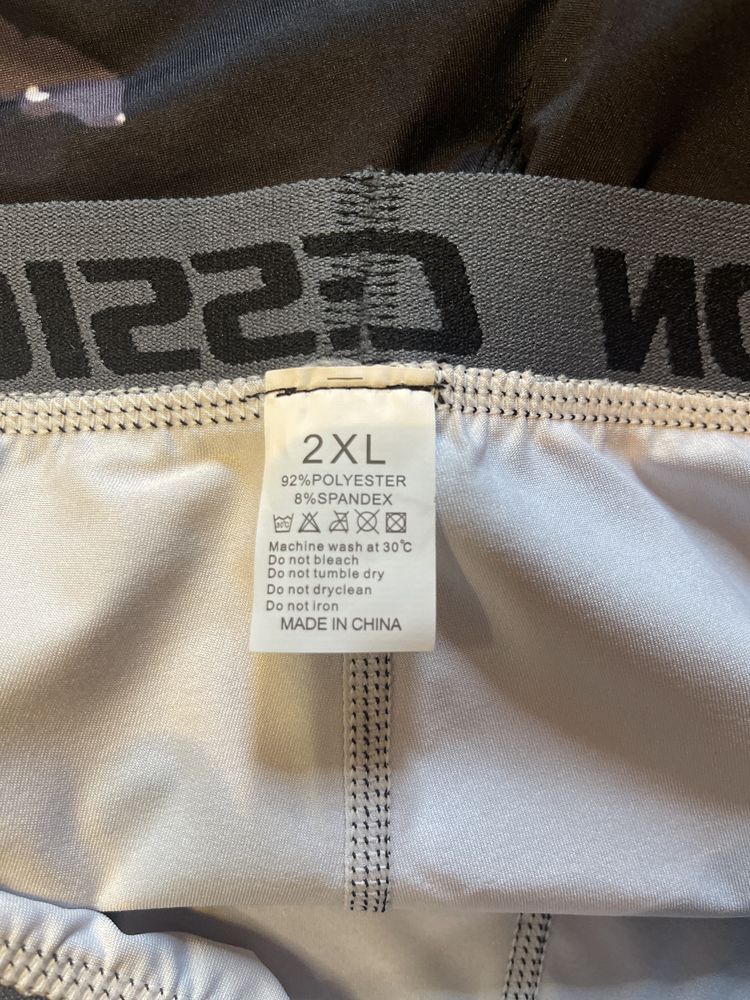 2XL
92%POLYESTER
8%SPANDEX
30℃
Machine wash at 30℃
Do not bleach
Do not tumble dry
Do not dryclean
Do not iron
MADE IN CHINA